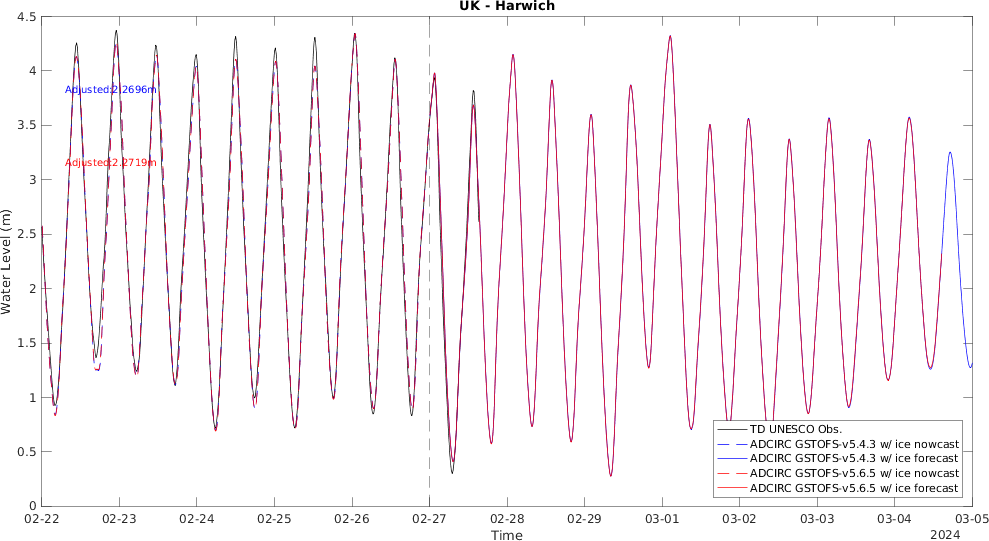 UK - Harwich
4.5
4
3.5
3
2.5
2
1.5
1
0.5
0
Water Level (m)
Adjusted:2.2696m
Adjusted:2.2719m
TD UNESCO Obs.
ADCIRC GSTOFS-v5.4.3 w/ ice nowcast
ADCIRC GSTOFS-v5.4.3 w/ ice forecast
ADCIRC GSTOFS-v5.6.5 w/ ice nowcast
ADCIRC GSTOFS-v5.6.5 w/ ice forecast
02-22 02-23 02-24 02-25 02-26 02-27 02-28 02-29 03-01 03-02 03-03 03-04 03-05
Time
2024